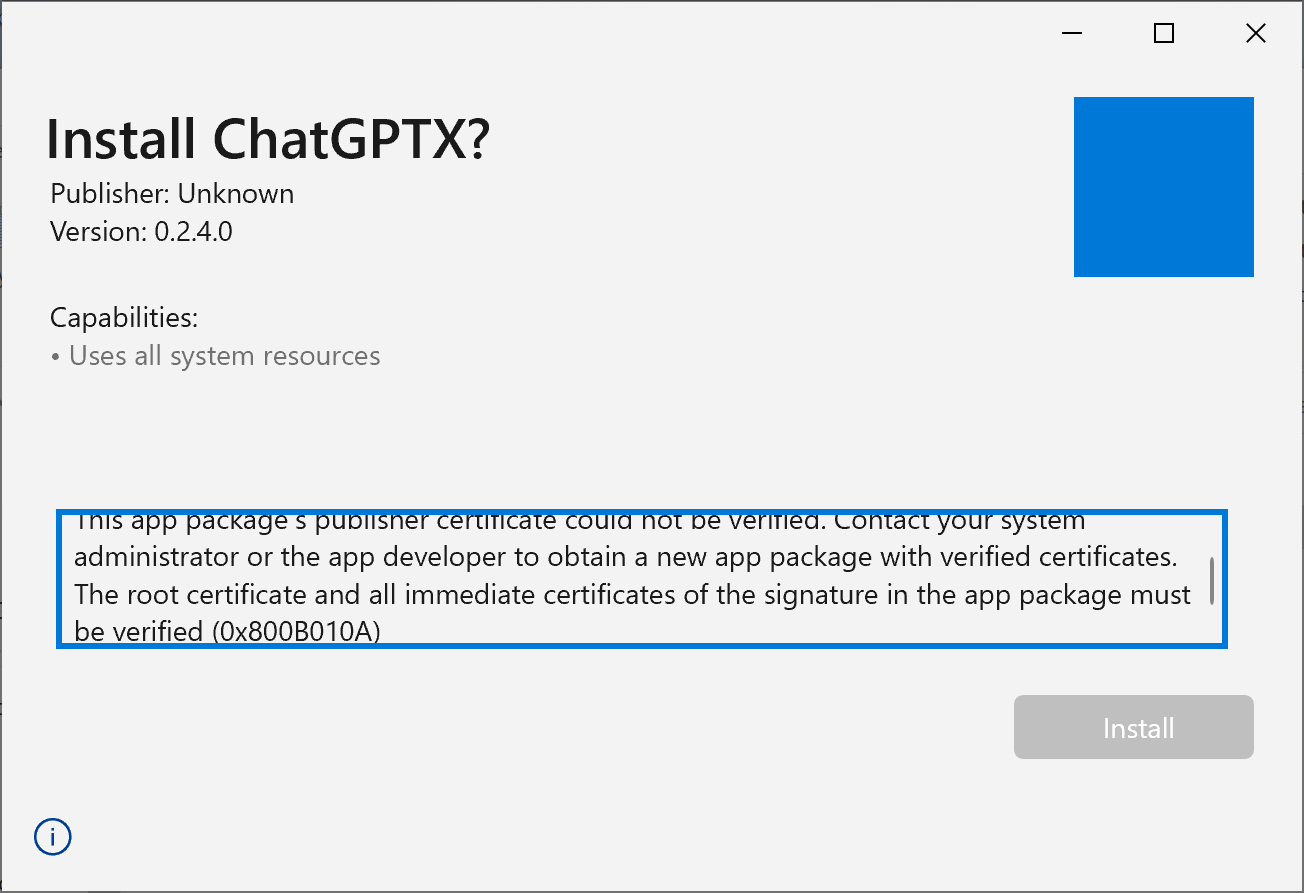 Install ChatGPTX?
Publisher: Unknown
Version: 0.2.4.0
Capabilities:
• Uses all system resources
This app package's publisher certificate could not be verified. Contact your system
administrator or the app developer to obtain a new app package with verified certificates.
The root certificate and all immediate certificates of the signature in the app package must
be verified (0x800B010A)
Install